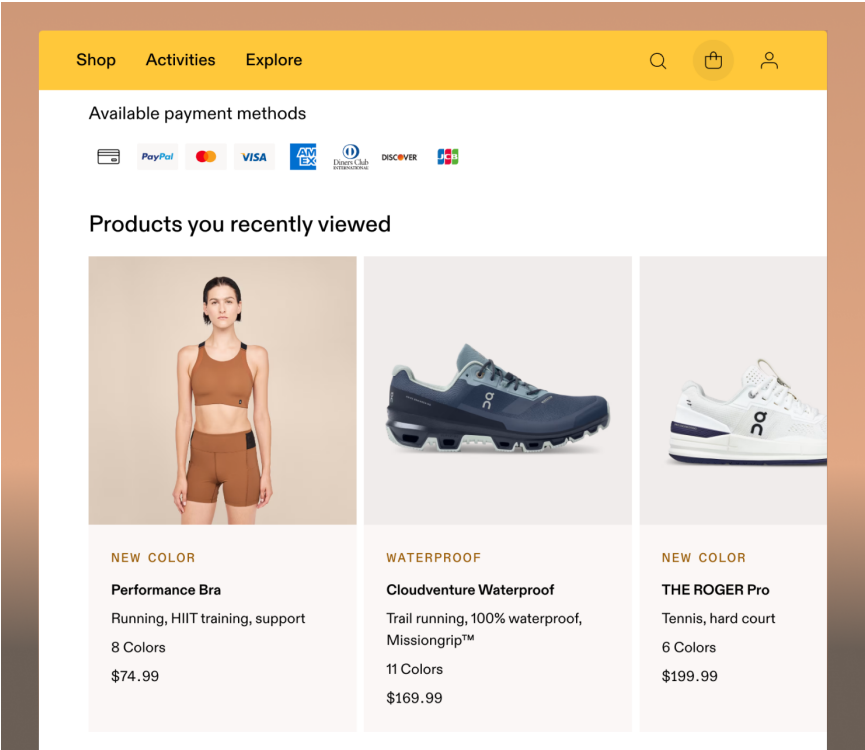 Shop Activities Explore
Available payment methods
PayPal VISA AM EX Diners Club INTERNATIONAL DISCOVER JCB
Products you recently viewed
NEW COLOR
Performance Bra
Running, HIIT training, support
8 Colors
$74.99
WATERPROOF
Cloudventure Waterproof
Trail running, 100% waterproof,
Missiongrip™
11 Colors
$169.99
NEW COLOR
THE ROGER Pro
Tennis, hard court
6 Colors
$199.99